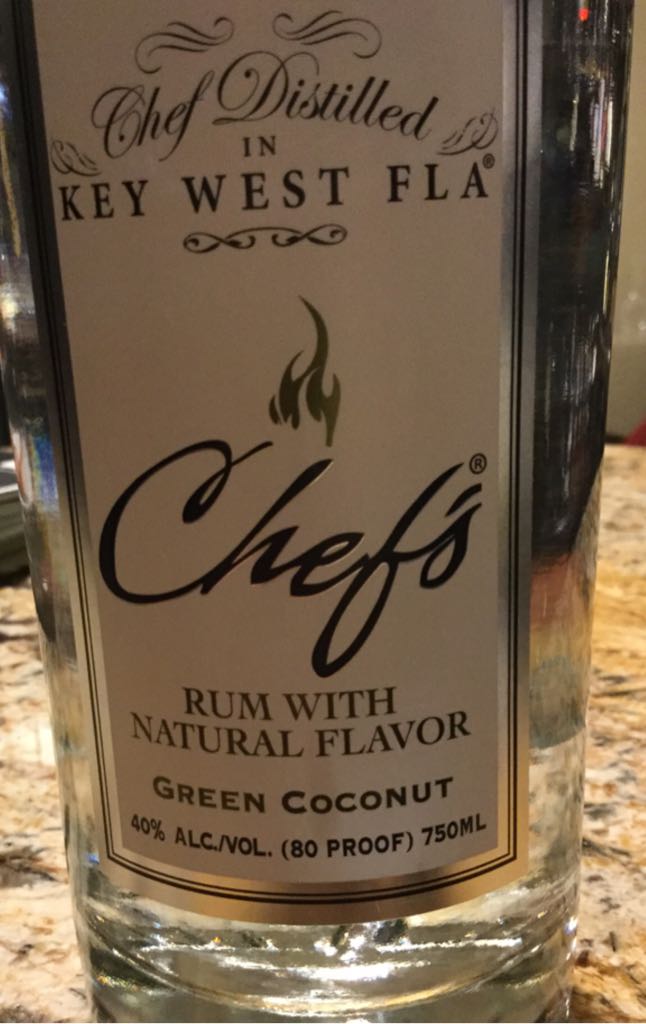 Chef Distilled
IN
KEY WEST FLA®
Chef's®
RUM WITH
NATURAL FLAVOR
GREEN COCONUT
40% ALC./VOL. (80 PROOF) 750ML